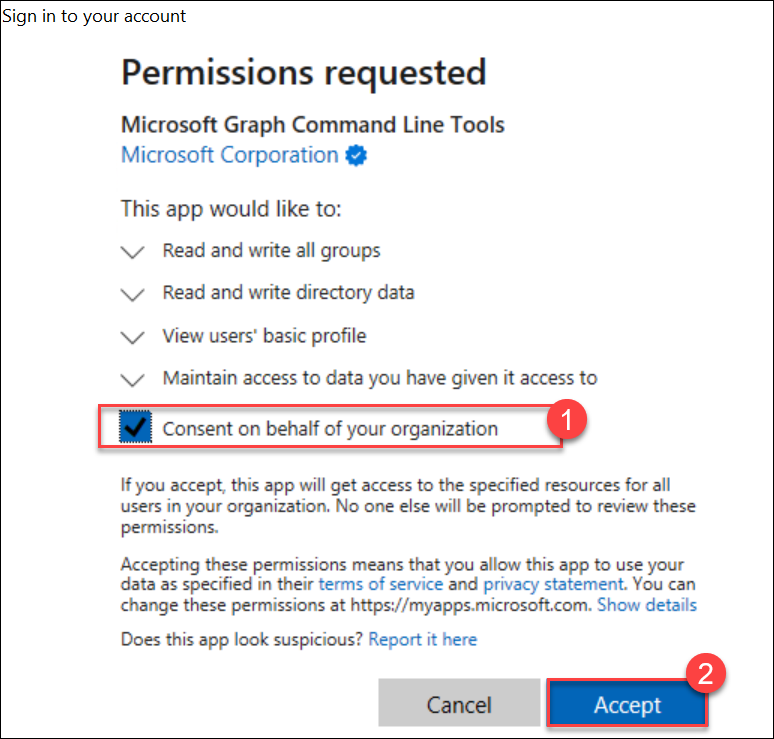 Sign in to your account
Permissions requested
Microsoft Graph Command Line Tools
Microsoft Corporation
This app would like to:
Read and write all groups
Read and write directory data
View users' basic profile
Maintain access to data you have given it access to
Consent on behalf of your organization
1
If you accept, this app will get access to the specified resources for all
users in your organization. No one else will be prompted to review these
permissions.
Accepting these permissions means that you allow this app to use your
data as specified in their terms of service and privacy statement. You can
change these permissions at https://myapps.microsoft.com. Show details
Does this app look suspicious? Report it here
2
Cancel
Accept